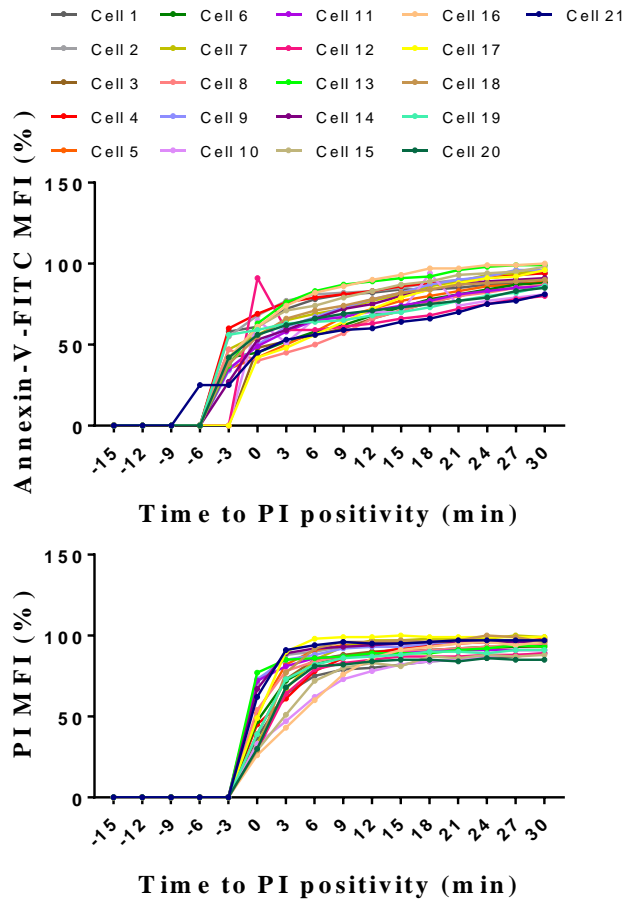 Cell 1 Cell 6 Cell 11 Cell 16 Cell 21
Cell 2 Cell 7 Cell 12 Cell 17
Cell 3 Cell 8 Cell 13 Cell 18
Cell 4 Cell 9 Cell 14 Cell 19
Cell 5 Cell 10 Cell 15 Cell 20
Annexin-V-FITC MFI (%)
150
100
50
0
-15 -12 -9 -6 -3 0 3 6 9 12 15 18 21 24 27 30
Time to PI positivity (min)
PI MFI (%)
150
100
50
0
-15 -12 -9 -6 -3 0 3 6 9 12 15 18 21 24 27 30
Time to PI positivity (min)